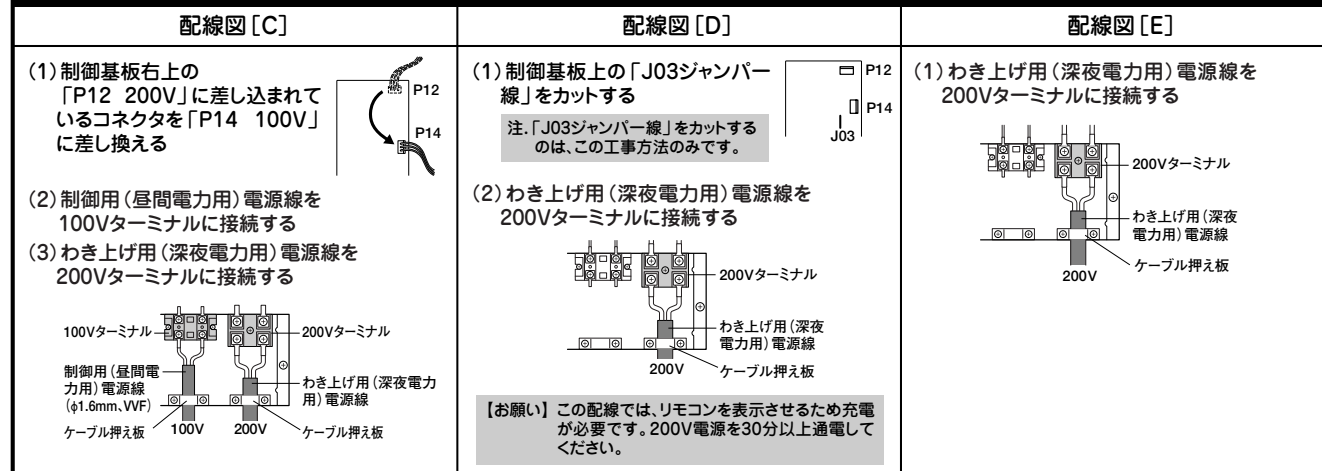 配線図[C]
(1)制御基板右上の
「P12 200V」に差し込まれて
いるコネクタを「P14 100V」
に差し換える
P12
P14
(2)制御用(昼間電力用)電源線を
100Vターミナルに接続する
(3)わき上げ用(深夜電力用)電源線を
200Vターミナルに接続する
100Vターミナル
200Vターミナル
制御用(昼間電
力用)電源線
(φ1.6mm、VVF)
わき上げ用(深夜電力
用)電源線
ケーブル押え板
100V
200V
ケーブル押え板
配線図[D]
(1)制御基板上の「J03ジャンパー
線」をカットする
P12
P14
J03
注.「J03ジャンパー線」をカットする
のは、この工事方法のみです。
(2)わき上げ用(深夜電力用)電源線を
200Vターミナルに接続する
200Vターミナル
わき上げ用(深夜
電力用)電源線
200V
ケーブル押え板
【お願い】この配線では、リモコンを表示させるため充電
が必要です。200V電源を30分以上通電して
ください。
配線図[E]
(1)わき上げ用(深夜電力用)電源線を
200Vターミナルに接続する
200Vターミナル
わき上げ用(深夜
電力用)電源線
ケーブル押え板
200V